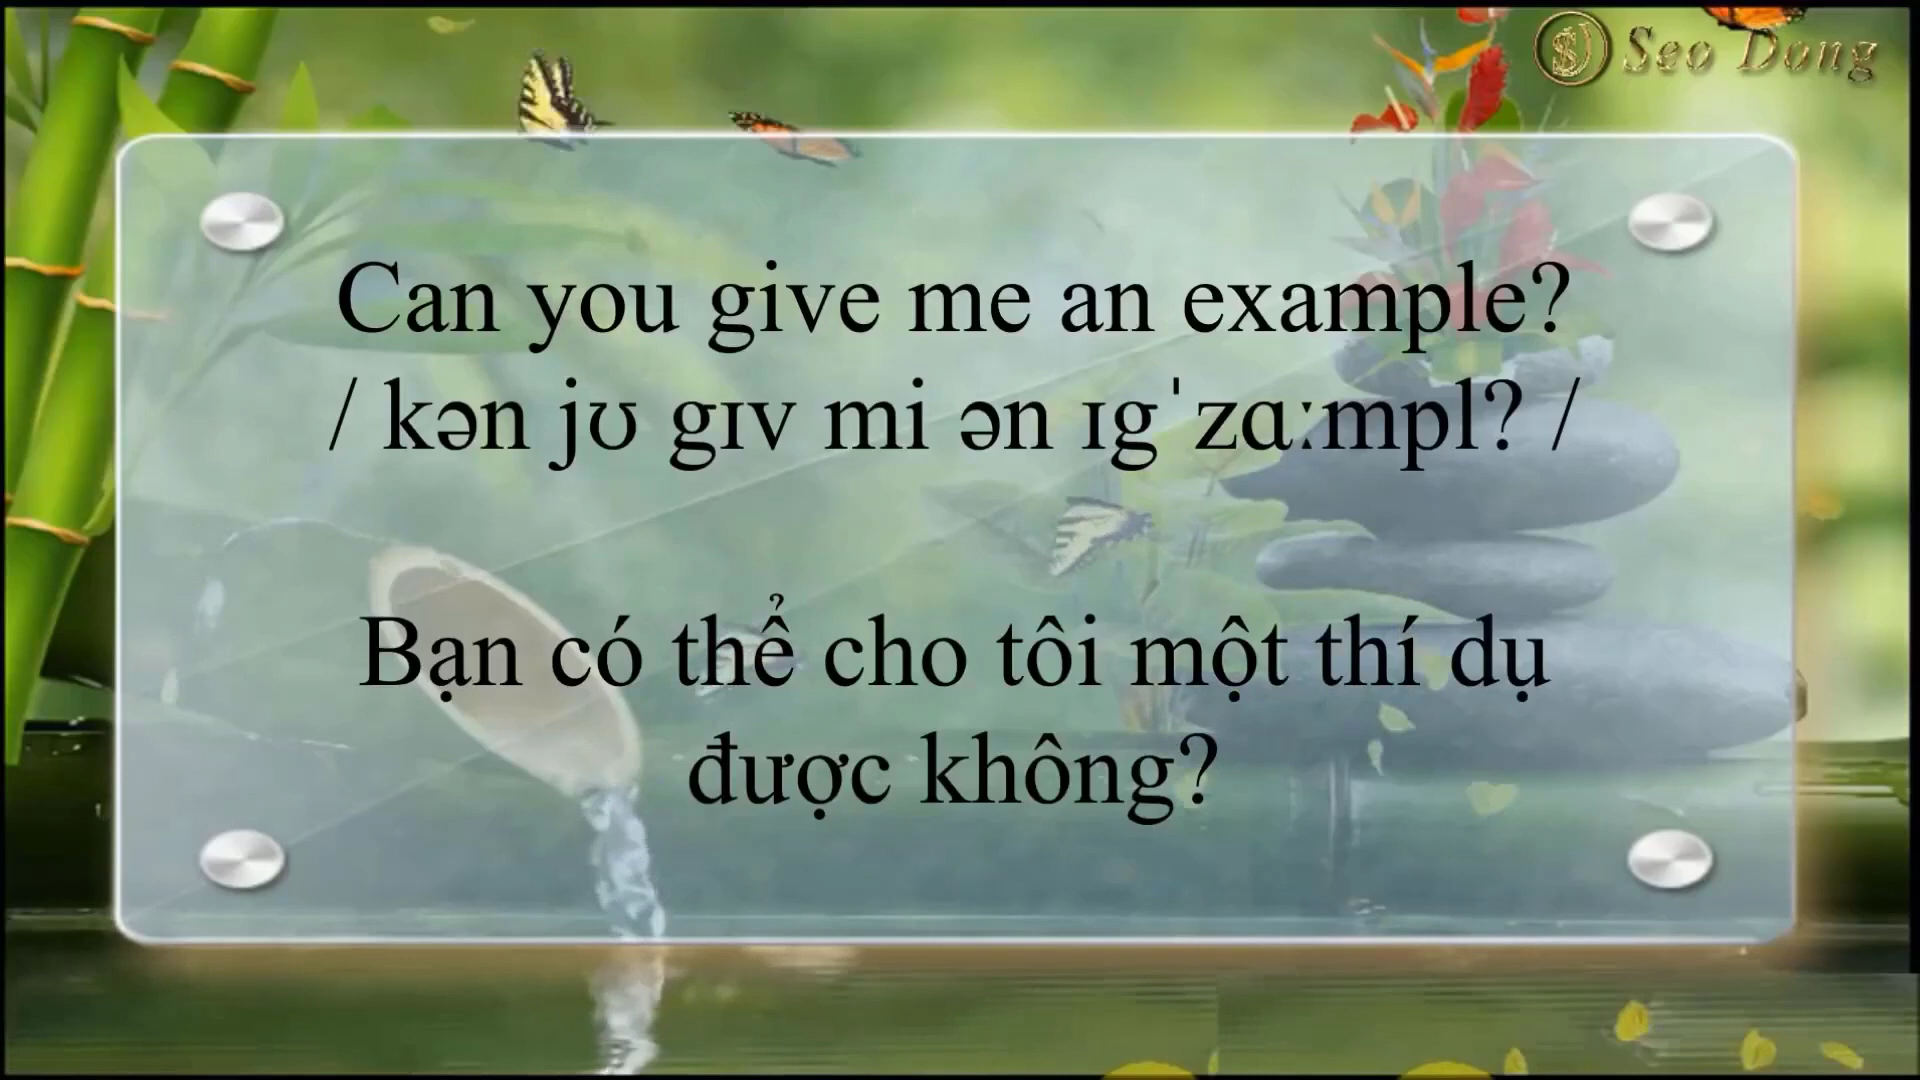 Seo Dong
Can you give me an example?
/ kən jʊ gɪv mi ən ɪgˈzɑːmpl? /
Bạn có thể cho tôi một thí dụ
được không?